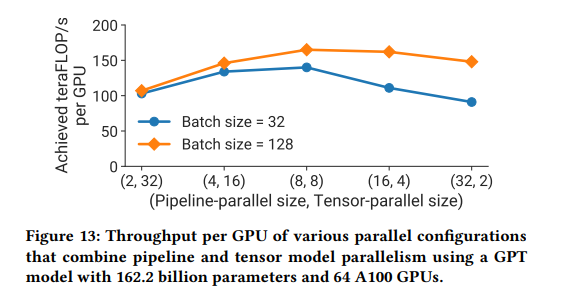 200
150
100
50
0
Achieved teraFLOP/s
per GPU
Batch size = 32
Batch size = 128
(2, 32) (4, 16) (8, 8) (16, 4) (32, 2)
(Pipeline-parallel size, Tensor-parallel size)
Figure 13: Throughput per GPU of various parallel configurations
that combine pipeline and tensor model parallelism using a GPT
model with 162.2 billion parameters and 64 A100 GPUs.